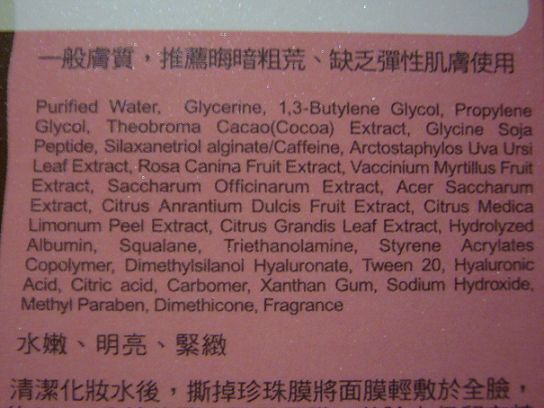 一般膚質，推薦晦暗粗荒、缺乏彈性肌膚使用
Purified Water, Glycerine, 1,3-Butylene Glycol, Propylene
Glycol, Theobroma Cacao(Cocoa) Extract, Glycine Soja
Peptide, Silaxanetriol alginate/Caffeine, Arctostaphylos Uva Ursi
Leaf Extract, Rosa Canina Fruit Extract, Vaccinium Myrtillus Fruit
Extract, Saccharum Officinarum Extract, Acer Saccharum
Extract, Citrus Anrantium Dulcis Fruit Extract, Citrus Medica
Limonum Peel Extract, Citrus Grandis Leaf Extract, Hydrolyzed
Albumin, Squalane, Triethanolamine, Styrene Acrylates
Copolymer, Dimethylsilanol Hyaluronate, Tween 20, Hyaluronic
Acid, Citric acid, Carbomer, Xanthan Gum, Sodium Hydroxide,
Methyl Paraben, Dimethicone, Fragrance
水嫩、明亮、緊緻
清潔化妝水後，撕掉珍珠膜將面膜輕敷於全臉，